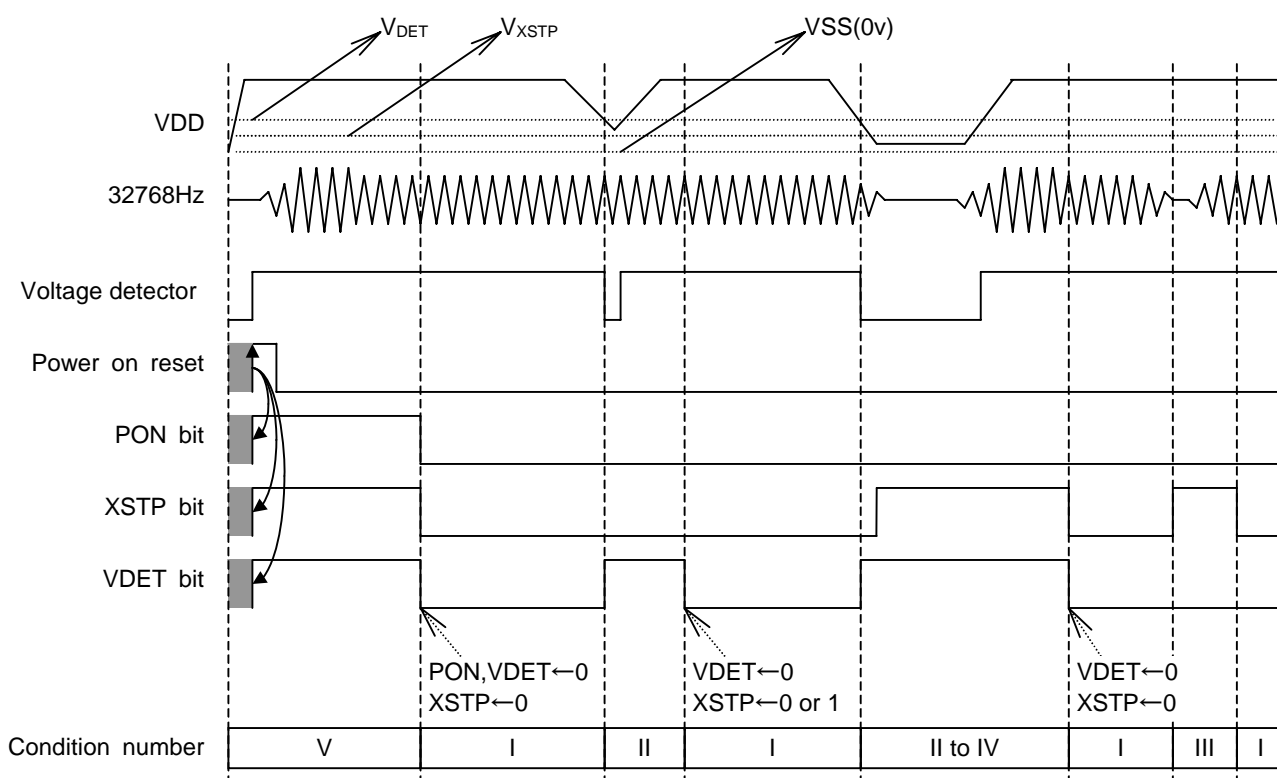 VDET VXSTP VSS(0v)
VDD
32768Hz
Voltage detector
Power on reset
PON bit
XSTP bit
VDET bit
PON,VDET←0 VDET←0 VDET←0
XSTP←0 XSTP←0 or 1 XSTP←0
Condition number V I II I II to IV I III I